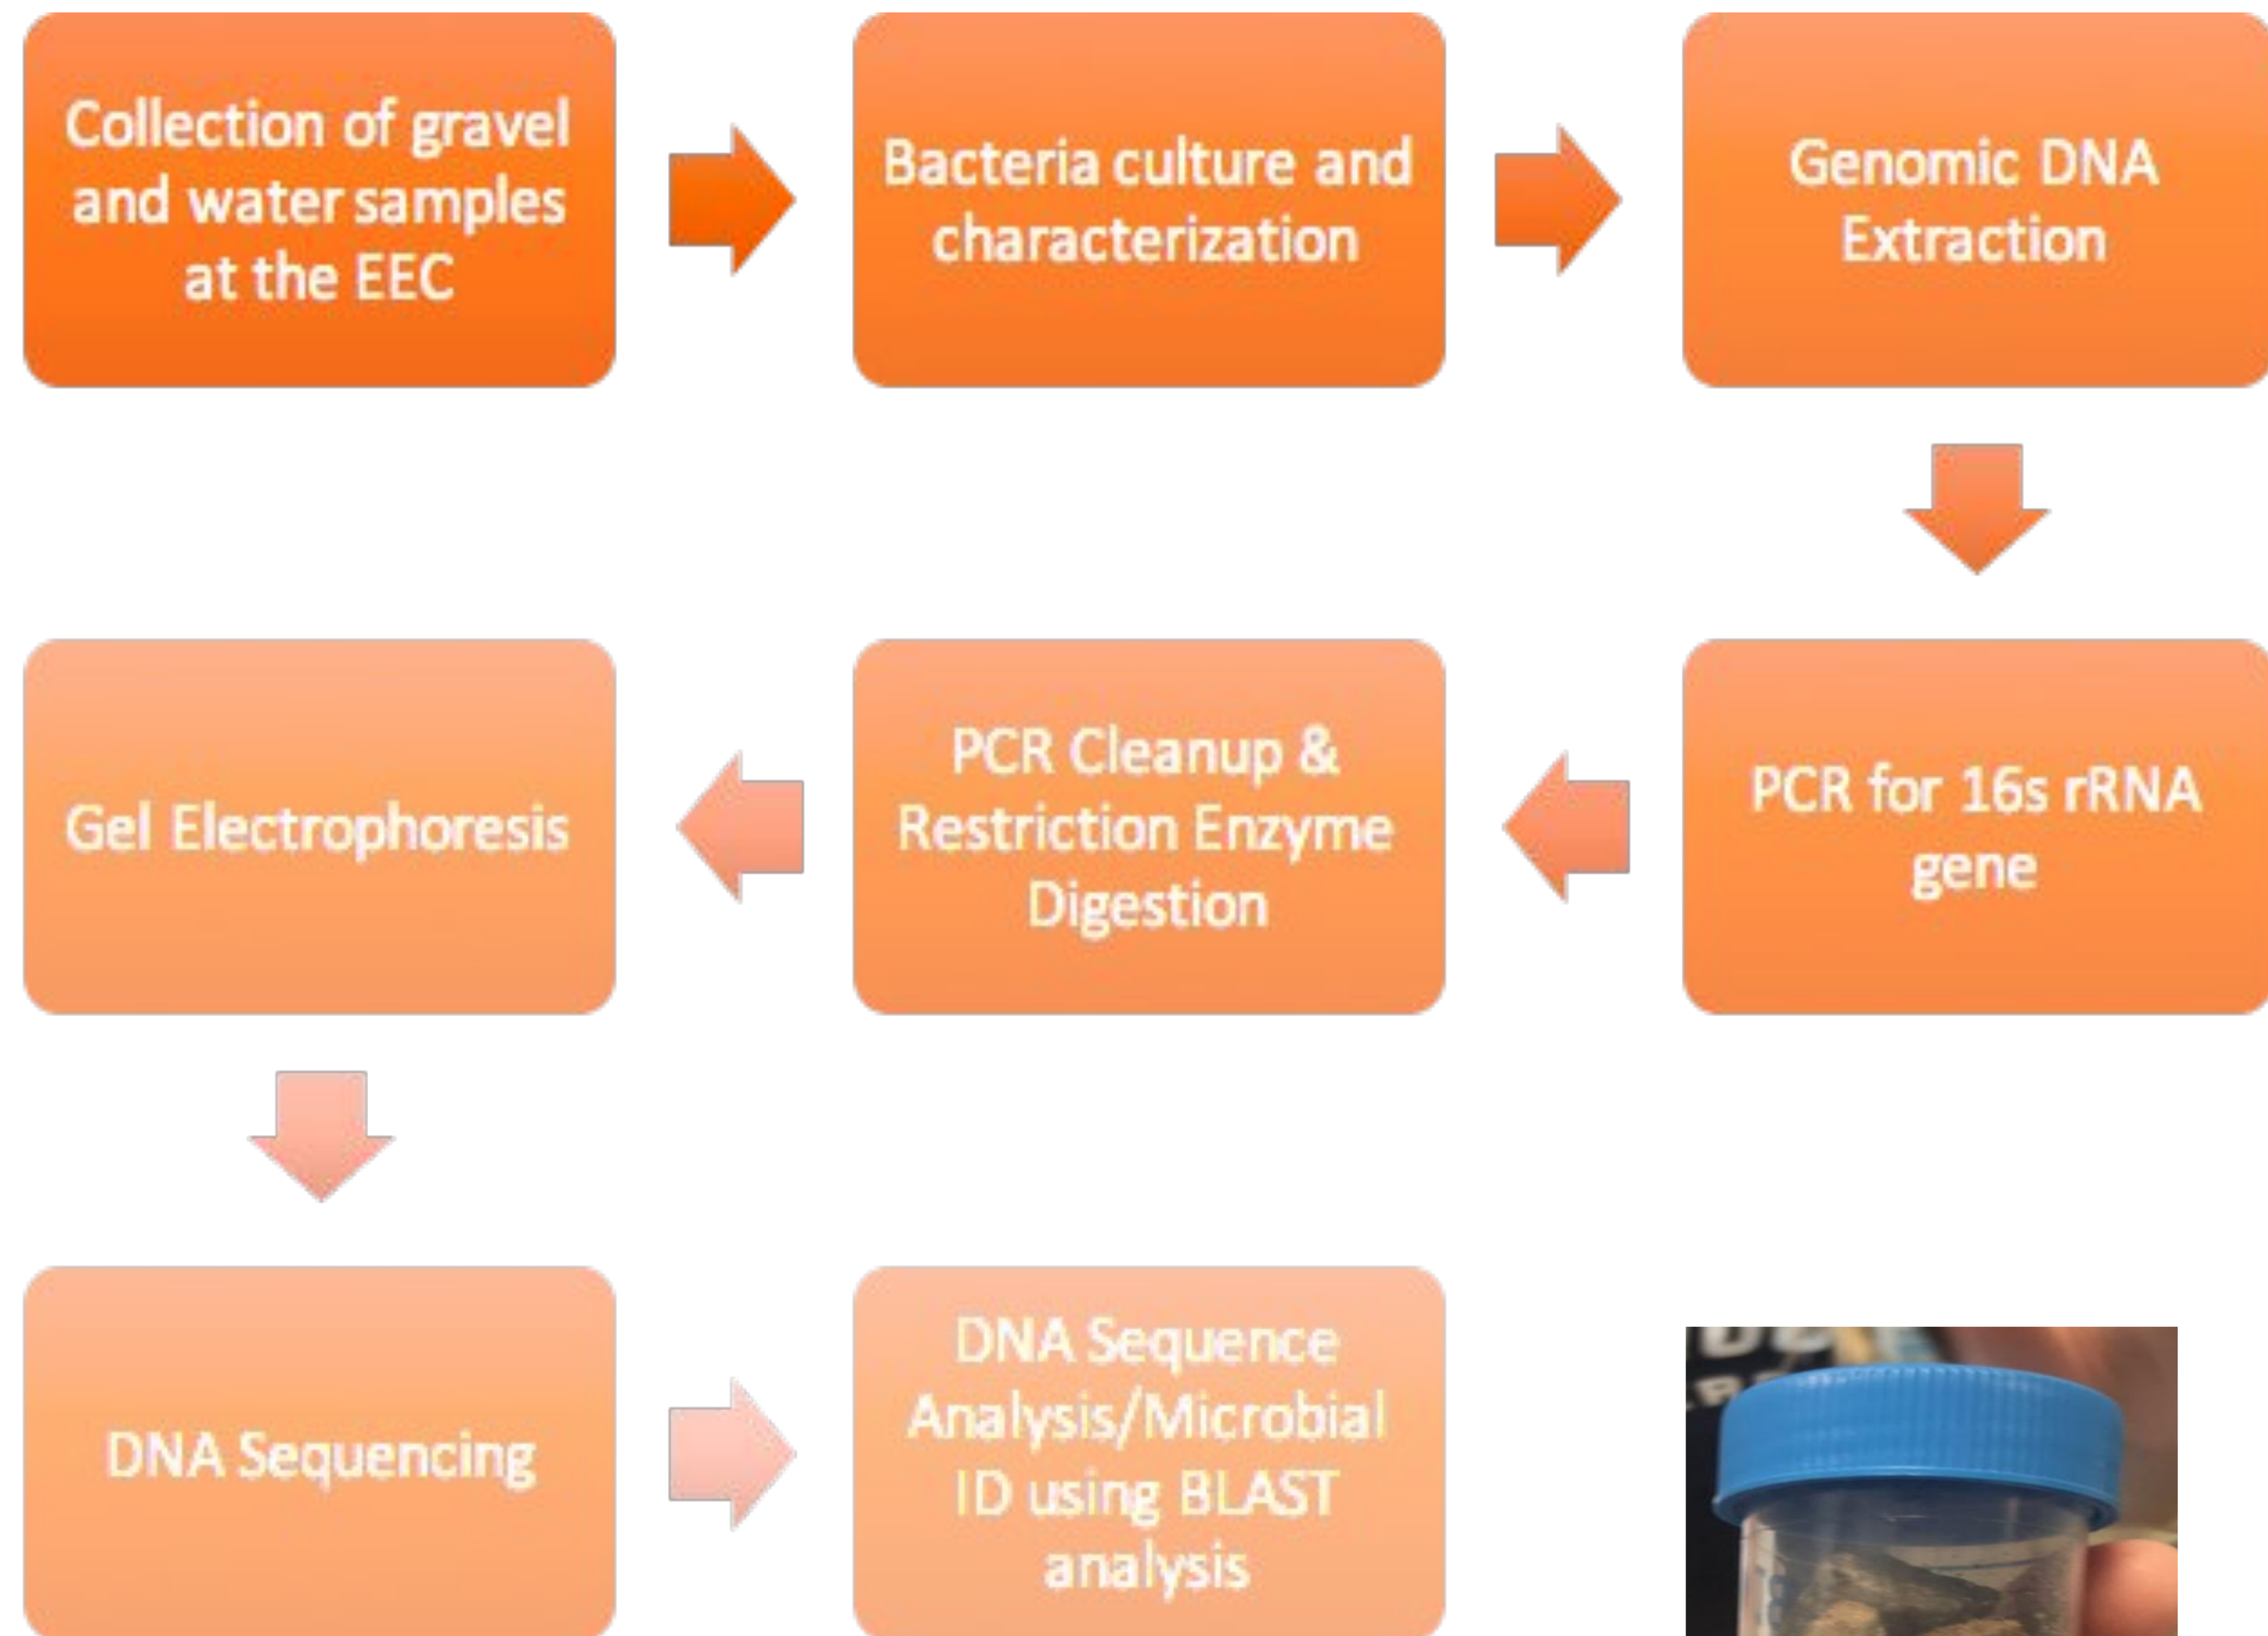 Collection of gravel
and water samples
at the EEC
Bacteria culture and
characterization
Genomic DNA
Extraction
PCR for 16s rRNA
gene
PCR Cleanup &
Restriction Enzyme
Digestion
Gel Electrophoresis
DNA Sequencing
DNA Sequence
Analysis/Microbial
ID using BLAST
analysis